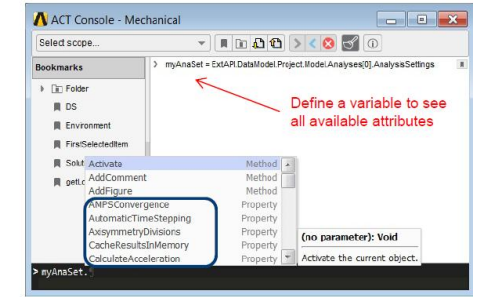 ACT Console - Mechanical
Select scope...
Bookmarks
> myAnaSet = ExtAPI.DataModel.Project.Model.Analyses[0].AnalysisSettings
Folder
DS
Environment
FirstSelectedItem
Define a variable to see
all available attributes
Activate Method
AddComment Method
AddFigure Method
AMPSConvergence Property
AutomaticTimeStepping Property
AxisymmetryDivisions Property
CacheResultsInMemory Property
CalculateAcceleration Property
(no parameter): Void
Activate the current object.
> myAnaSet.